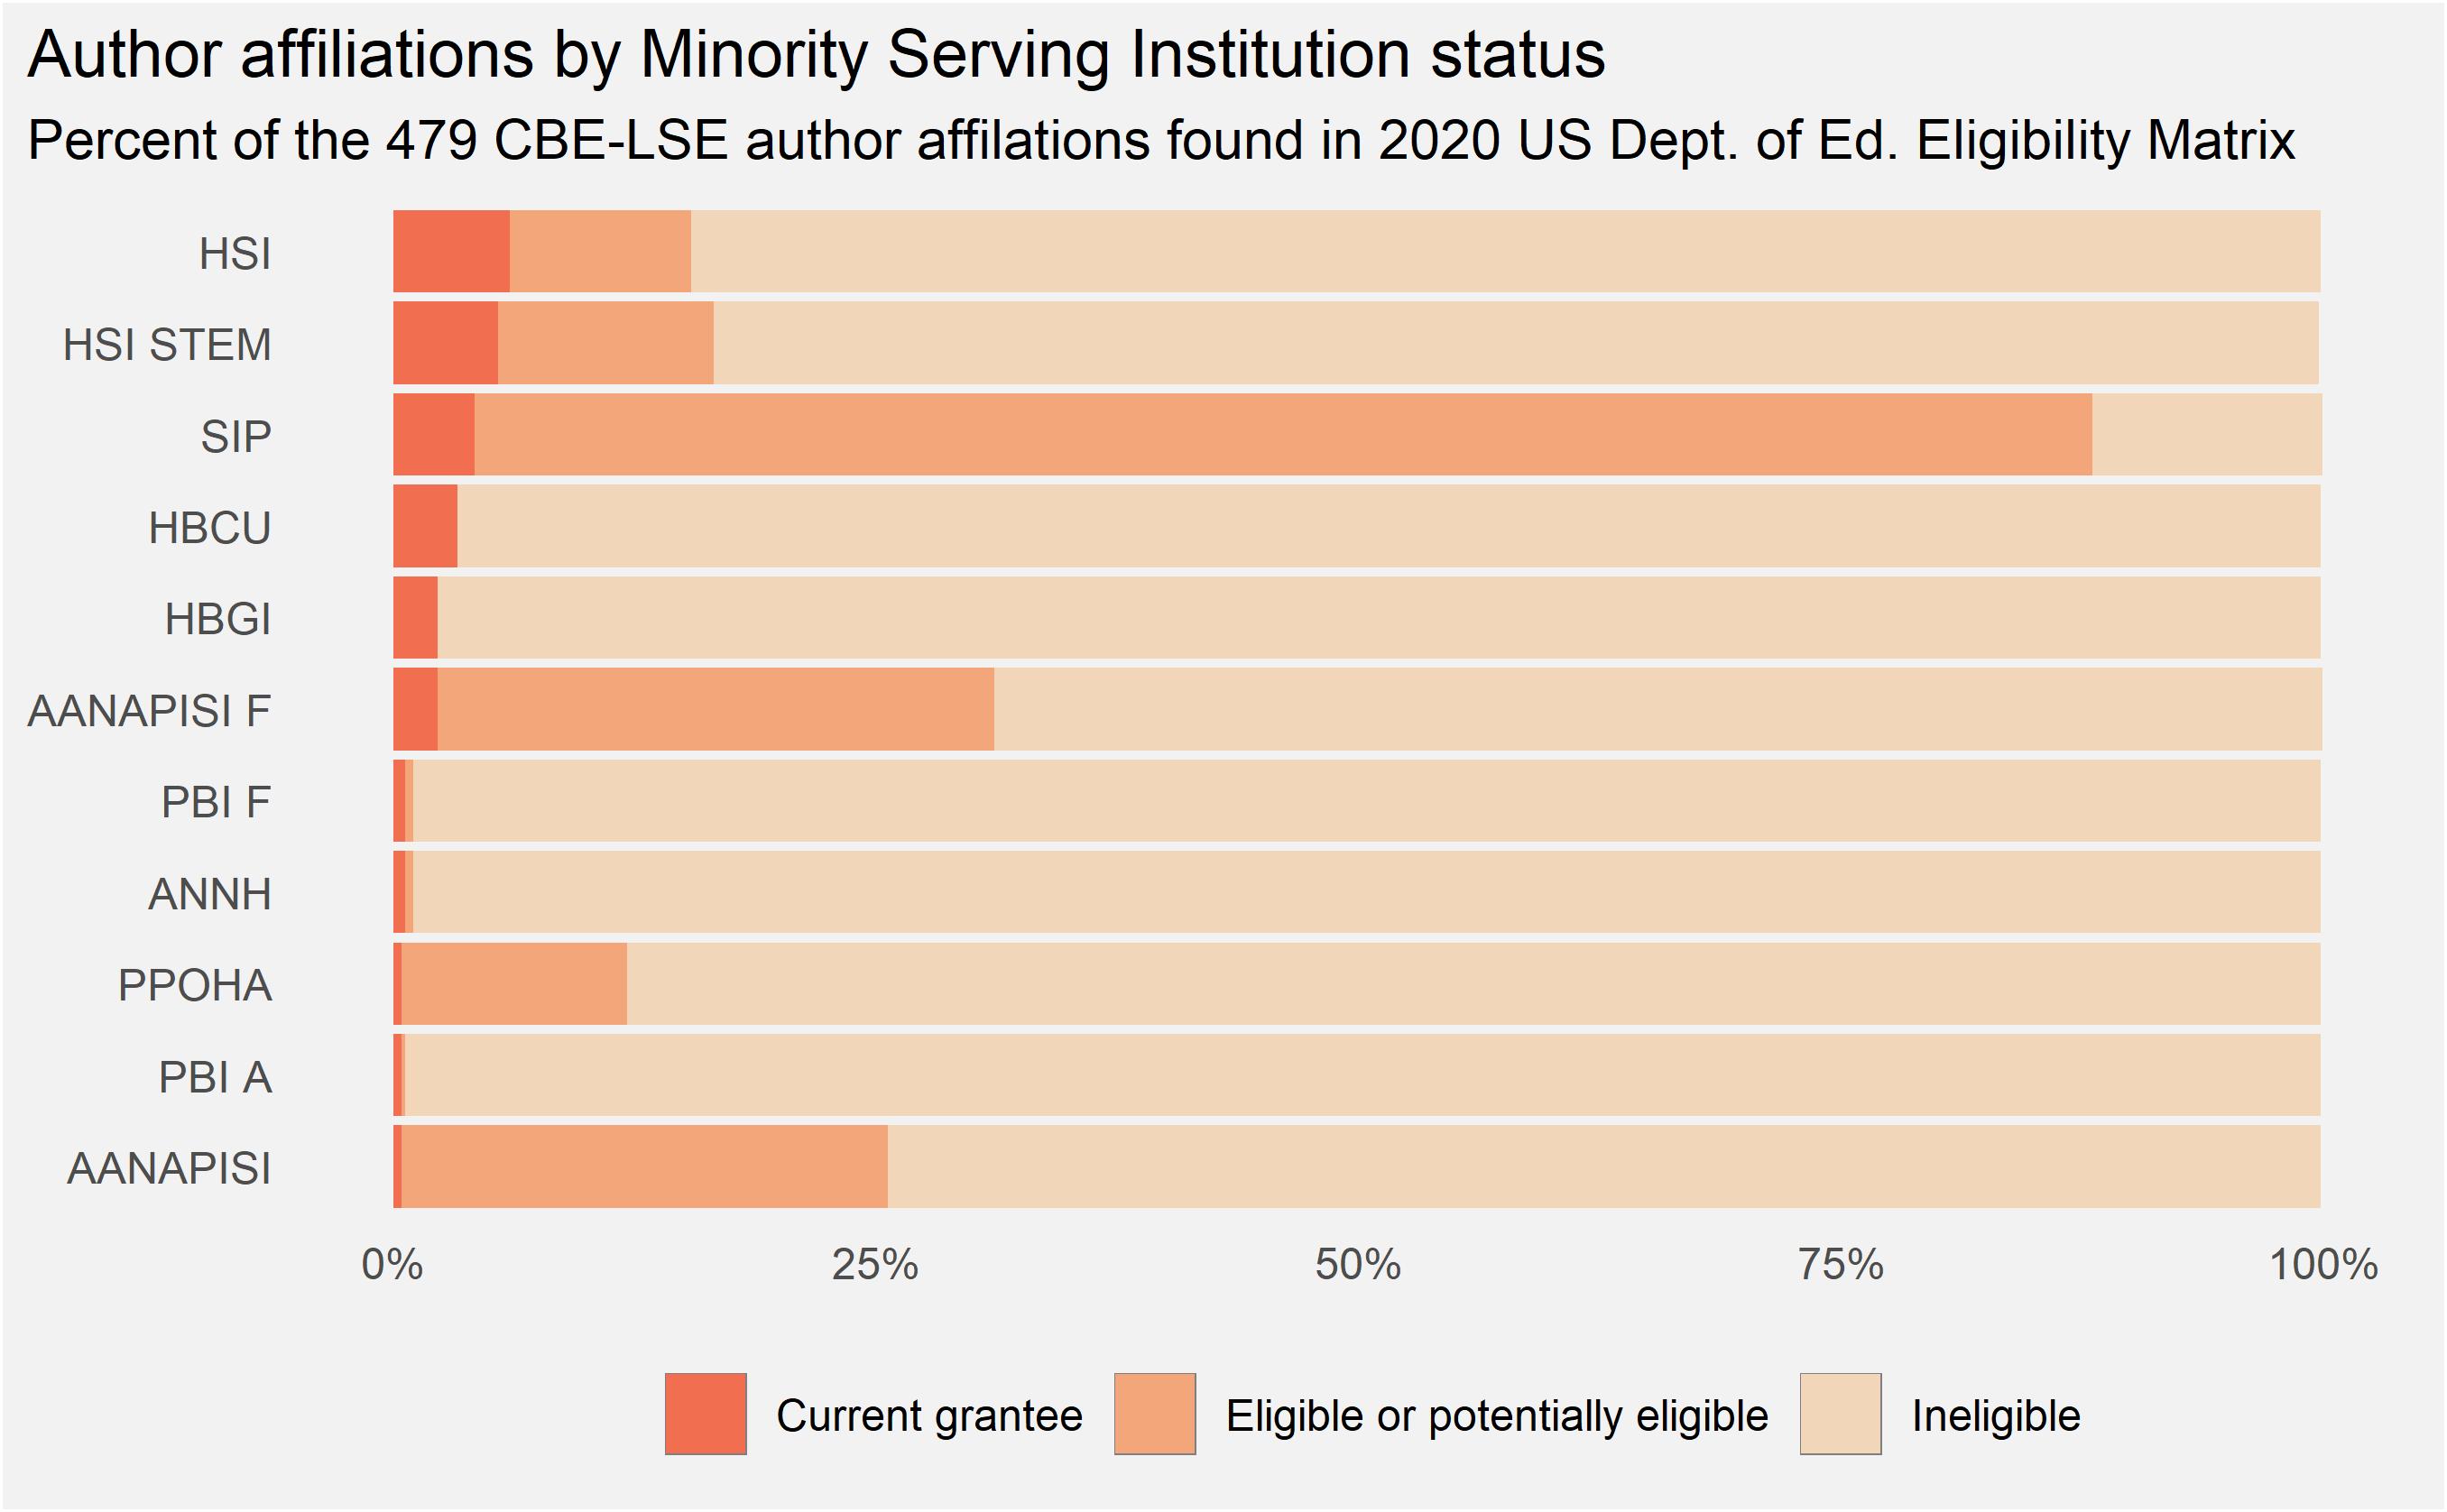 Author affiliations by Minority Serving Institution status
Percent of the 479 CBE-LSE author affilations found in 2020 US Dept. of Ed. Eligibility Matrix
HSI
HSI STEM
SIP
HBCU
HBGI
AANAPISI F
PBI F
ANNH
PPOHA
PBI A
AANAPISI
0% 25% 50% 75% 100%
Current grantee Eligible or potentially eligible Ineligible